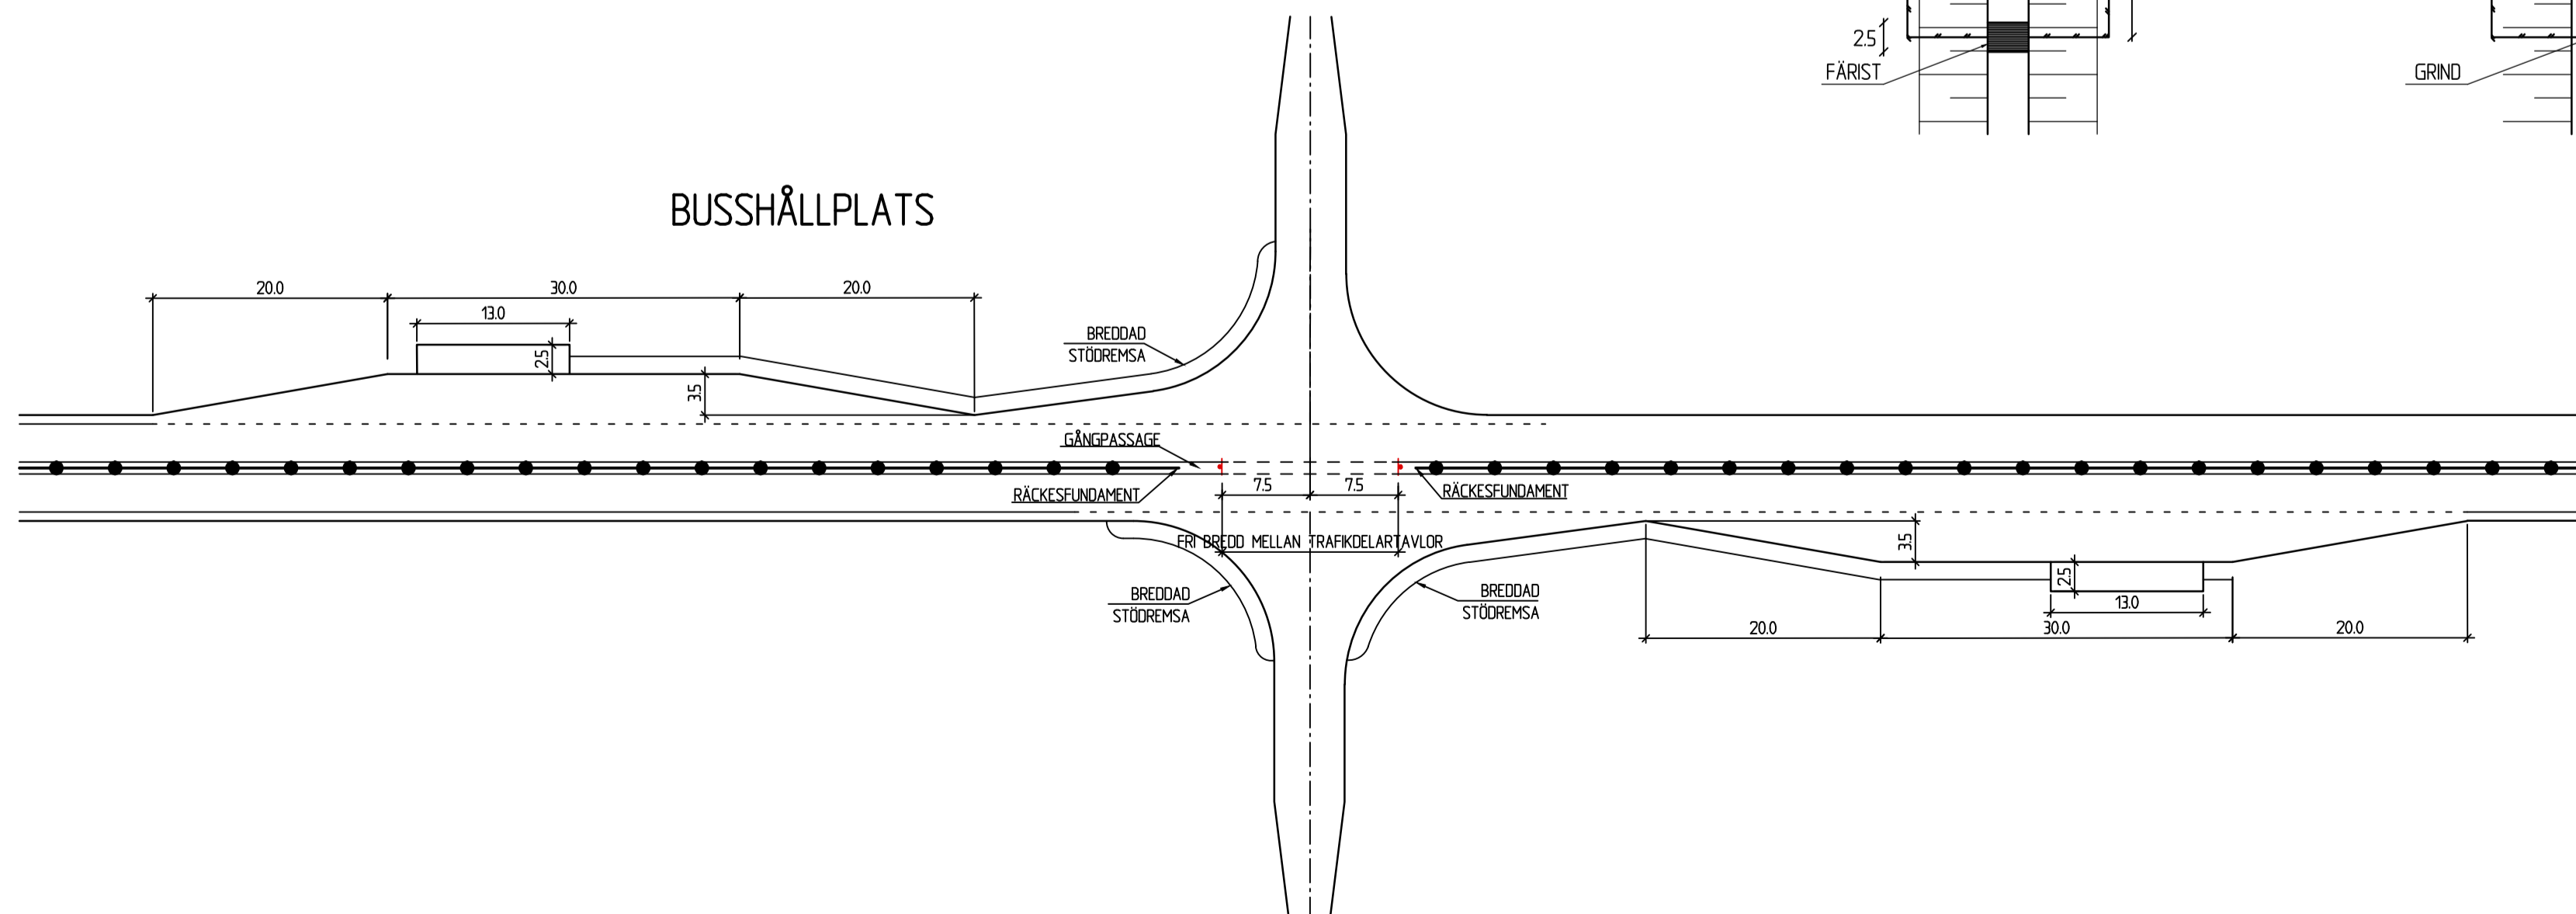 2.5
FÄRIST
GRIND
BUSSHÅLLPLATS
20.0
30.0
20.0
13.0
2.5
3.5
BREDDAD
STÖDREMSA
GÅNGPASSAGE
RÄCKESFUNDAMENT
7.5
7.5
RÄCKESFUNDAMENT
FRI BREDD MELLAN TRAFIKDELARTAVLOR
3.5
BREDDAD
STÖDREMSA
BREDDAD
STÖDREMSA
2.5
13.0
20.0
30.0
20.0